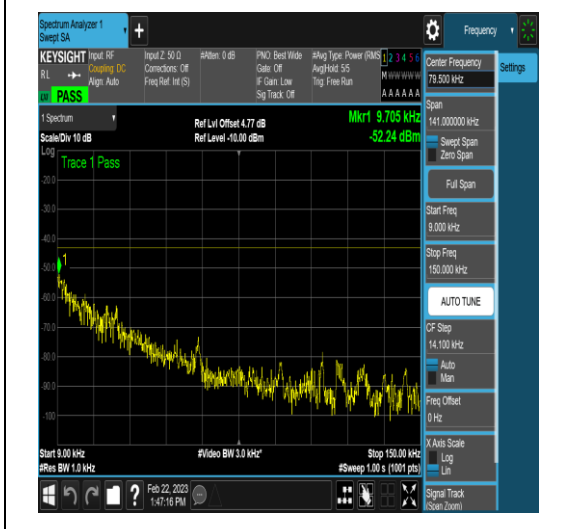 Spectrum Analyzer 1
Swept SA
+
Frequency
KEYSIGHT Input: RF
RL Coupling: DC
Align: Auto
PASS
Input Z: 50 Ω
Corrections: Off
Freq Ref: Int (S)
#Atten: 0 dB
PNO: Best Wide
Gate: Off
IF Gain: Low
Sig Track: Off
#Avg Type: Power (RMS)
Avg|Hold: 5/5
Trig: Free Run
1 2 3 4 5 6
M W W W W W
A A A A A A
Center Frequency
79.500 kHz
Settings
1 Spectrum
Scale/Div 10 dB
Ref Lvl Offset 4.77 dB
Ref Level -10.00 dBm
Mkr1 9.705 kHz
-52.24 dBm
Span
141.000000 kHz
Swept Span
Zero Span
Full Span
Start Freq
9.000 kHz
Stop Freq
150.000 kHz
AUTO TUNE
CF Step
14.100 kHz
Auto
Man
Freq Offset
0 Hz
X Axis Scale
Log
Lin
Signal Track
(Span Zoom)
Log
Trace 1 Pass
-20.0
-30.0
-40.0
-50.0
1
-60.0
-70.0
-80.0
-90.0
-100
Start 9.00 kHz
#Res BW 1.0 kHz
#Video BW 3.0 kHz*
Stop 150.00 kHz
#Sweep 1.00 s (1001 pts)
?
Feb 22, 2023
1:47:16 PM